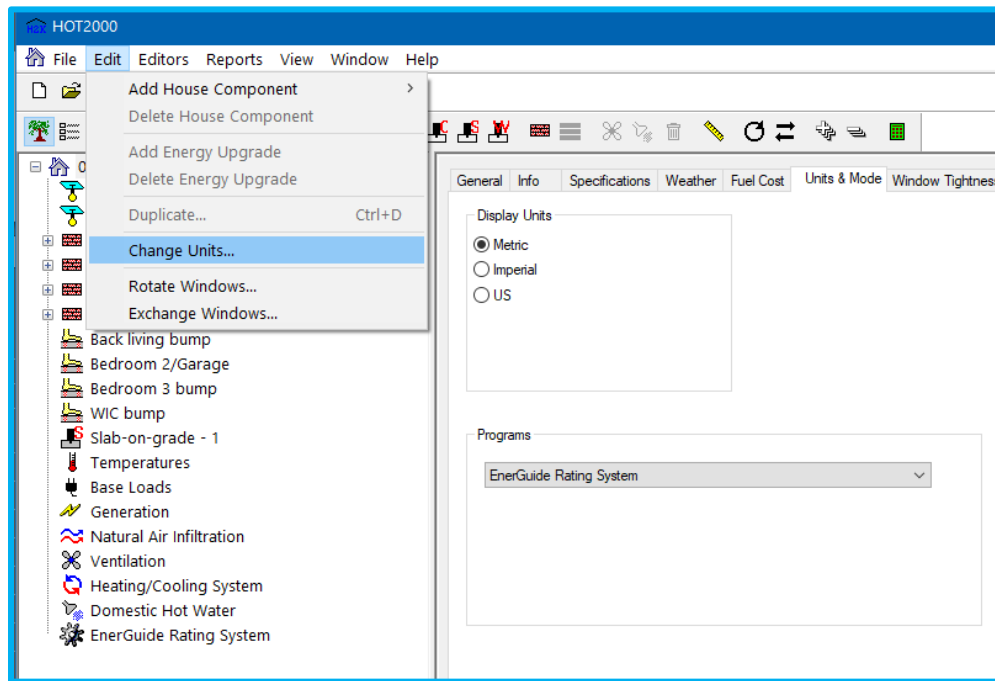 HOT2000
File Edit Editors Reports View Window Help
Add House Component
Delete House Component
Add Energy Upgrade
Delete Energy Upgrade
Duplicate... Ctrl+D
Change Units...
Rotate Windows...
Exchange Windows...
Back living bump
Bedroom 2/Garage
Bedroom 3 bump
WIC bump
Slab-on-grade - 1
Temperatures
Base Loads
Generation
Natural Air Infiltration
Ventilation
Heating/Cooling System
Domestic Hot Water
EnerGuide Rating System
General Info Specifications Weather Fuel Cost Units & Mode Window Tightness
Display Units
Metric
Imperial
US
Programs
EnerGuide Rating System